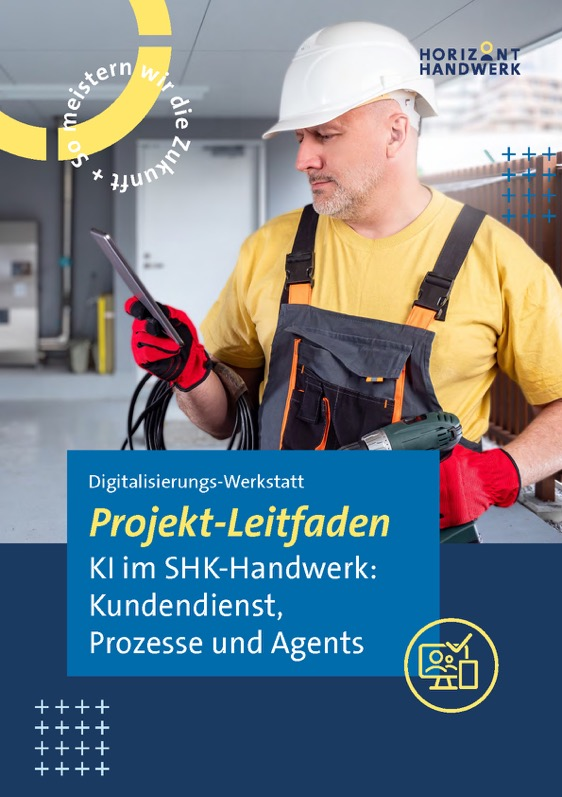 HORIZONT
HANDWERK
So meistern wir die Zukunft +
Digitalisierungs-Werkstatt
Projekt-Leitfaden
KI im SHK-Handwerk:
Kundendienst,
Prozesse und Agents